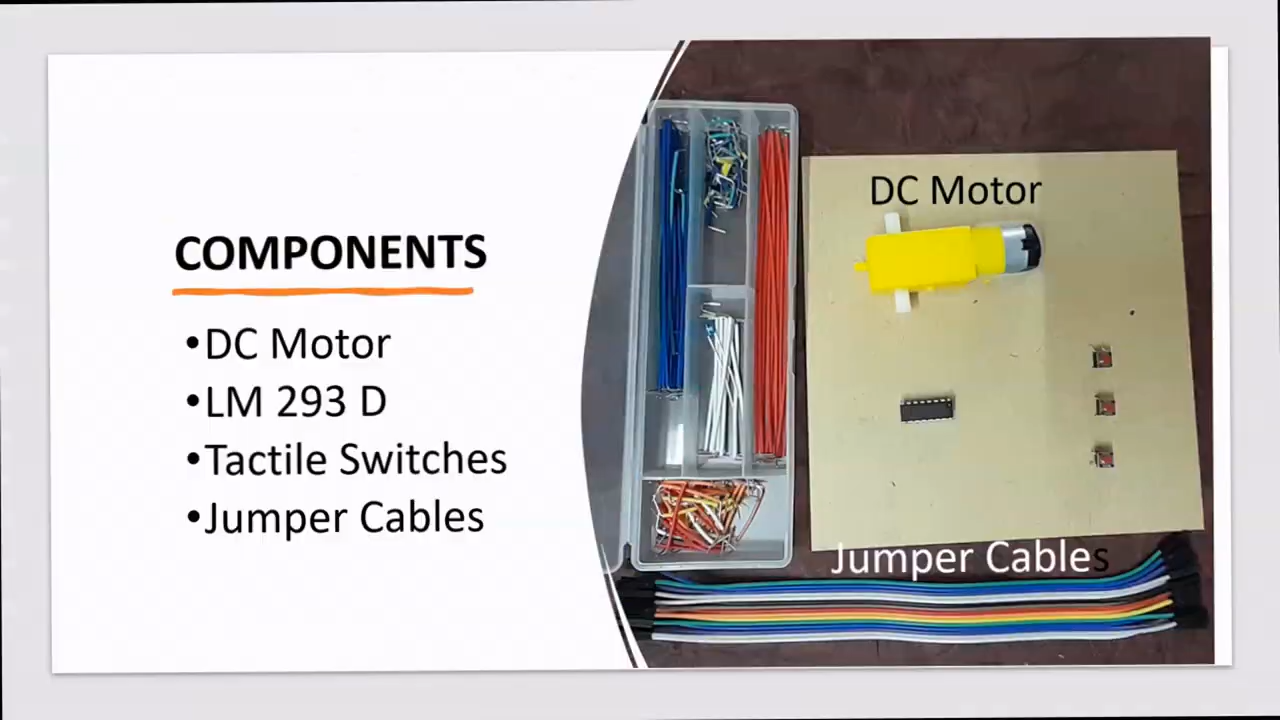 COMPONENTS
•DC Motor
•LM 293 D
•Tactile Switches
•Jumper Cables
DC Motor
Jumper Cables